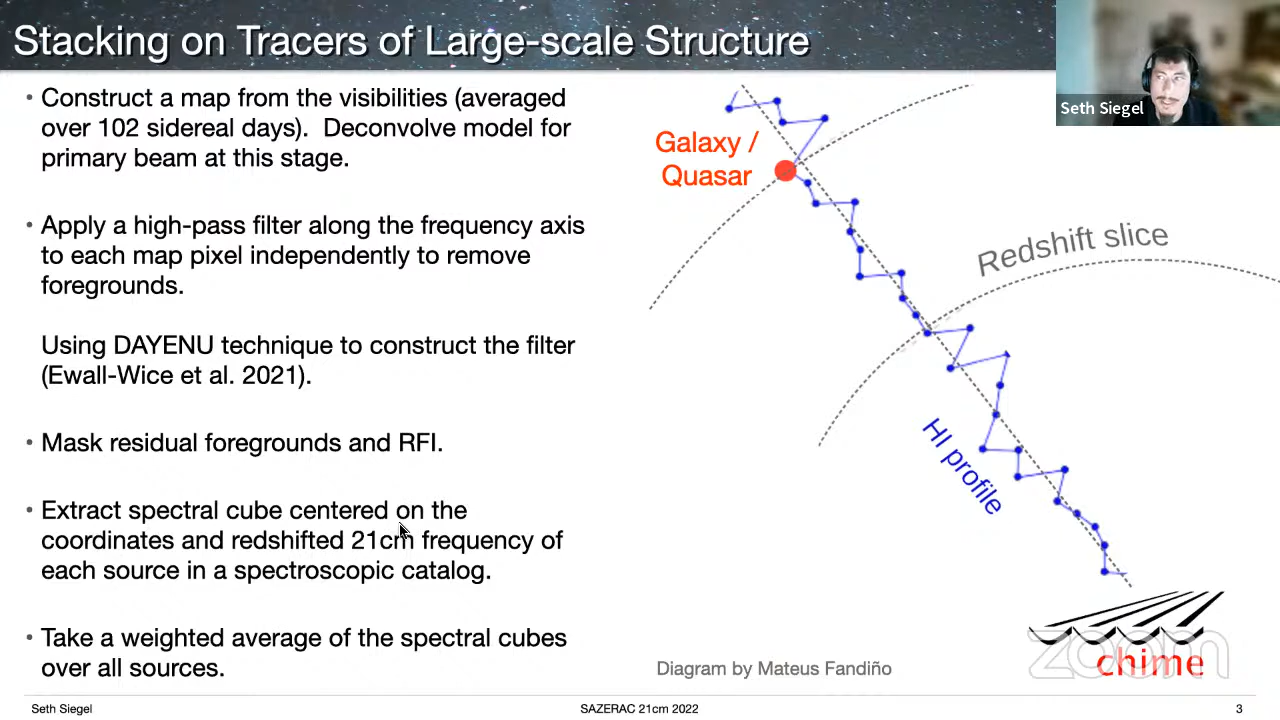 Stacking on Tracers of Large-scale Structure
Seth Siegel
• Construct a map from the visibilities (averaged
over 102 sidereal days). Deconvolve model for
primary beam at this stage.
• Apply a high-pass filter along the frequency axis
to each map pixel independently to remove
foregrounds.
Using DAYENU technique to construct the filter
(Ewall-Wice et al. 2021).
• Mask residual foregrounds and RFI.
• Extract spectral cube centered on the
coordinates and redshifted 21cm frequency of
each source in a spectroscopic catalog.
• Take a weighted average of the spectral cubes
over all sources.
Galaxy /
Quasar
Redshift slice
HI profile
Diagram by Mateus Fandiño
zoom
chime
Seth Siegel
SAZERAC 21cm 2022
3